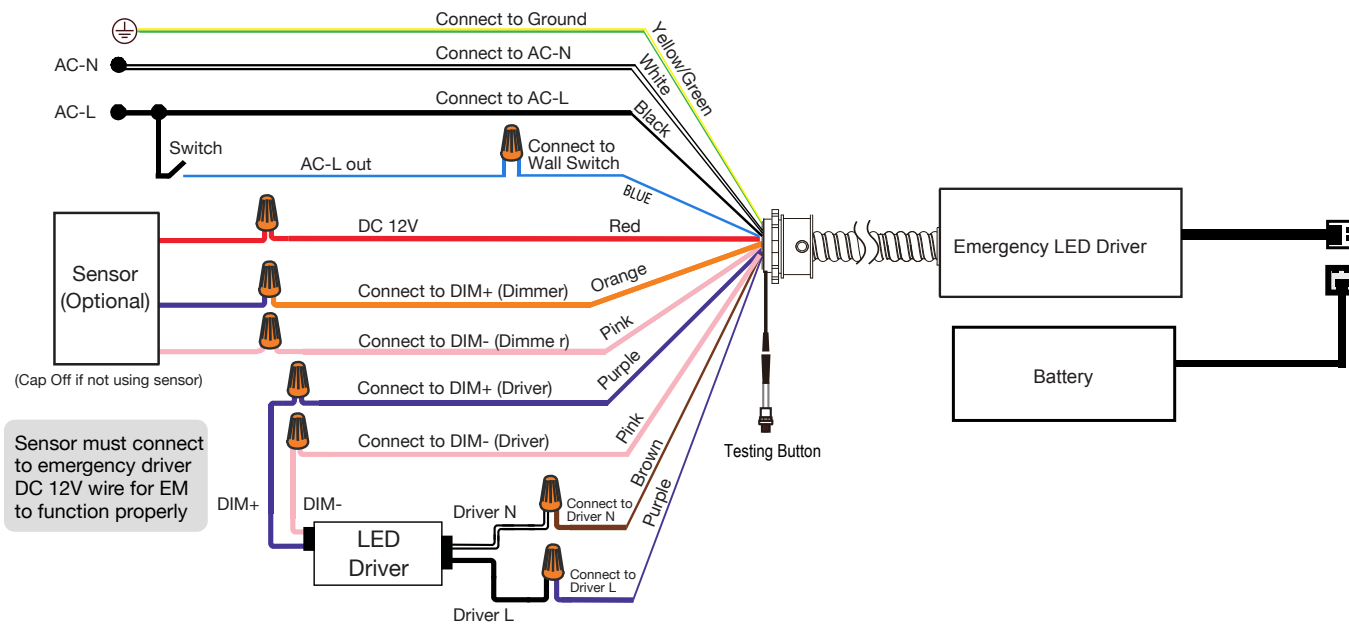 Connect to Ground
Yellow/Green
AC-N
Connect to AC-N
White
AC-L
Connect to AC-L
Black
Switch
AC-L out
Connect to
Wall Switch
BLUE
Sensor
(Optional)
DC 12V
Red
Connect to DIM+ (Dimmer)
Orange
Connect to DIM- (Dimme r)
Pink
(Cap Off if not using sensor)
Connect to DIM+ (Driver)
Purple
Connect to DIM- (Driver)
Pink
Sensor must connect
to emergency driver
DC 12V wire for EM
to function properly
DIM+
DIM-
LED
Driver
Driver N
Connect to
Driver N
Brown
Driver L
Connect to
Driver L
Purple
Testing Button
Emergency LED Driver
Battery